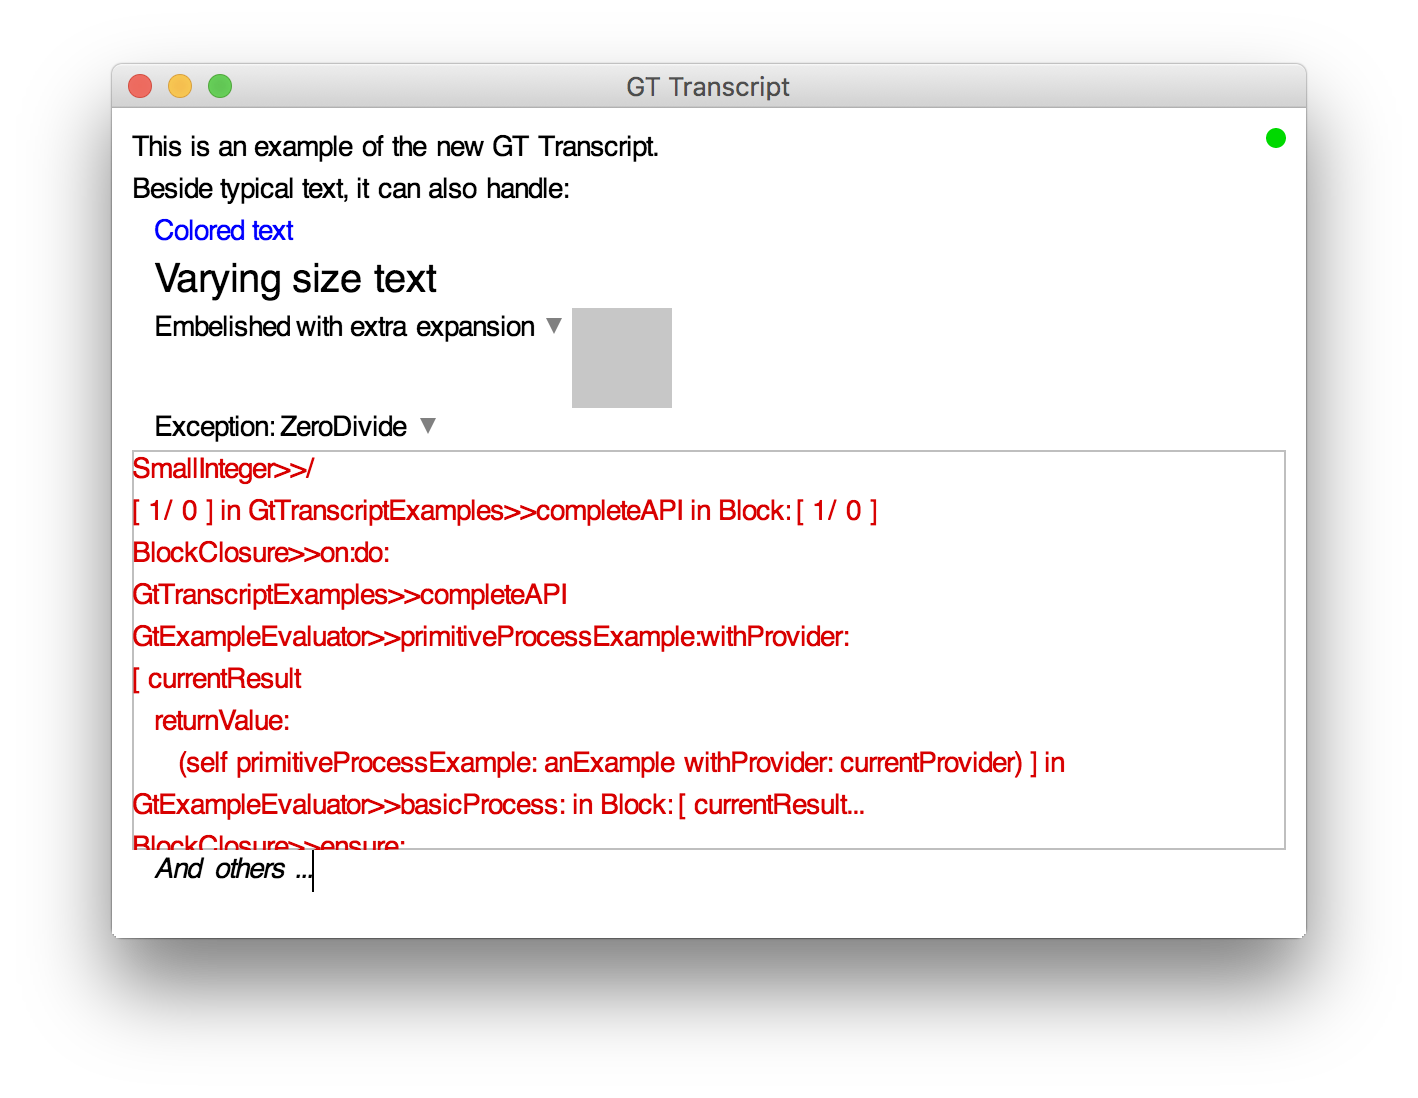 GT Transcript
This is an example of the new GT Transcript.
Beside typical text, it can also handle:
Colored text
Varying size text
Embelished with extra expansion ▼
Exception: ZeroDivide ▼
SmallInteger>>/
[ 1/ 0 ] in GtTranscriptExamples>>completeAPI in Block: [ 1/ 0 ]
BlockClosure>>on:do:
GtTranscriptExamples>>completeAPI
GtExampleEvaluator>>primitiveProcessExample:withProvider:
[ currentResult
returnValue:
(self primitiveProcessExample: anExample withProvider: currentProvider) ] in
GtExampleEvaluator>>basicProcess: in Block: [ currentResult...
BlockClosure>>ensure:
And others ...